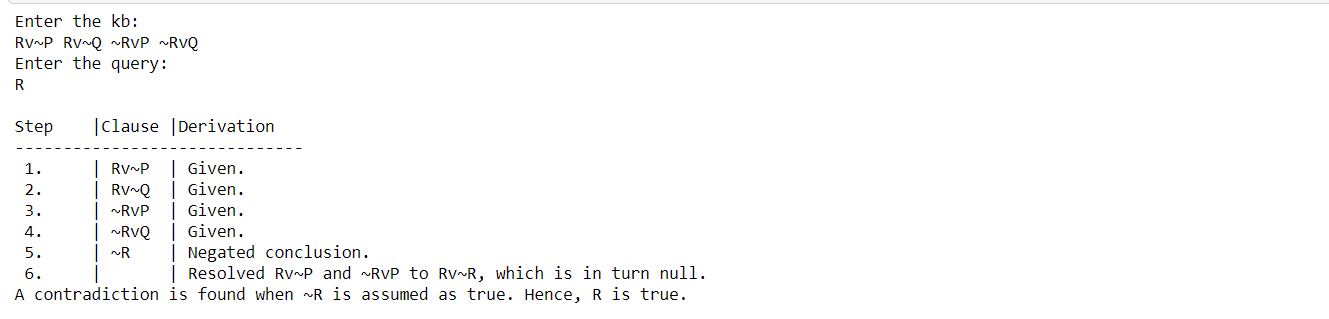 Enter the kb:
Rv~P Rv~Q ~RvP ~RvQ
Enter the query:
R
Step    |Clause |Derivation
------------------------------
 1.     | Rv~P  | Given.
 2.     | Rv~Q  | Given.
 3.     | ~RvP  | Given.
 4.     | ~RvQ  | Given.
 5.     | ~R    | Negated conclusion.
 6.     |       | Resolved Rv~P and ~RvP to Rv~R, which is in turn null.
A contradiction is found when ~R is assumed as true. Hence, R is true.